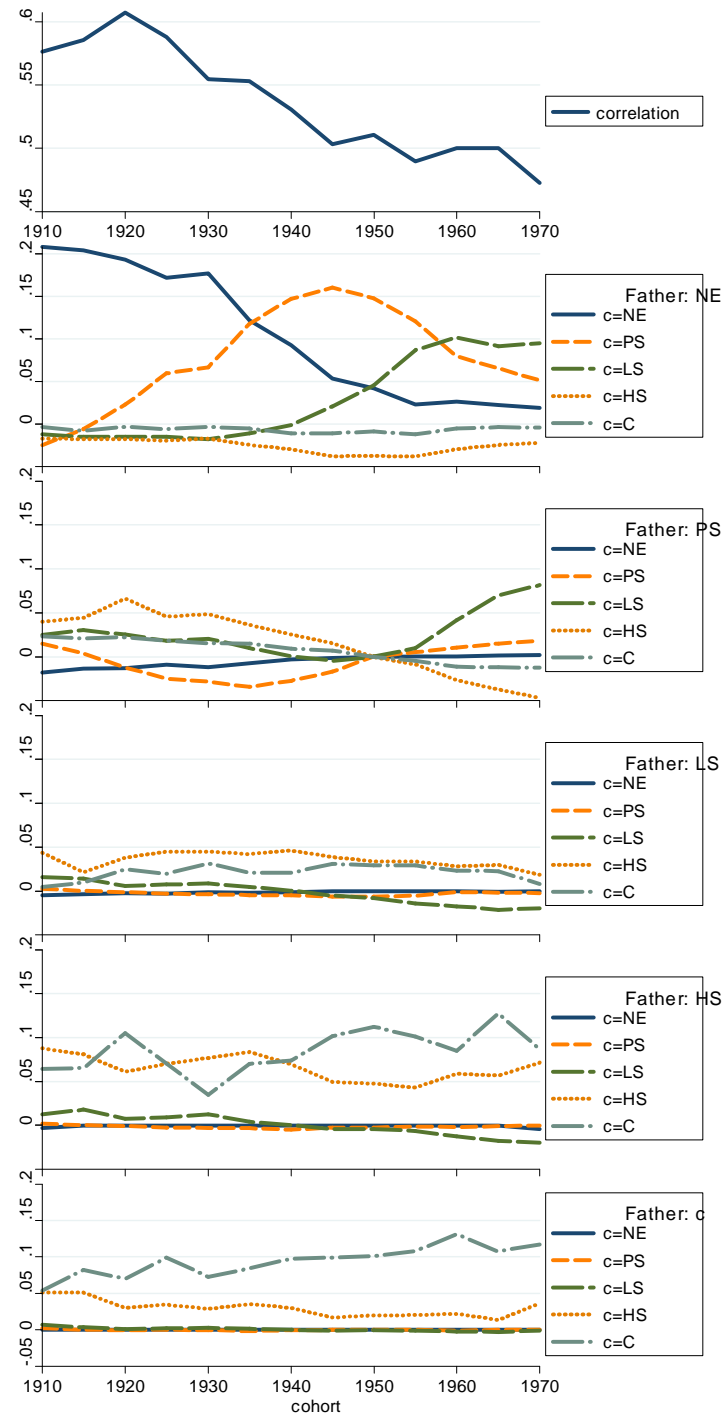 .6
.55
.5
.45
1910 1920 1930 1940 1950 1960 1970
correlation
.2
.15
.1
.05
0
Father: NE
c=NE
c=PS
c=LS
c=HS
c=C
.2
.15
.1
.05
0
Father: PS
c=NE
c=PS
c=LS
c=HS
c=C
.2
.15
.1
.05
0
Father: LS
c=NE
c=PS
c=LS
c=HS
c=C
.2
.15
.1
.05
0
Father: HS
c=NE
c=PS
c=LS
c=HS
c=C
.2
.15
.1
.05
0
-.05
1910 1920 1930 1940 1950 1960 1970
cohort
Father: c
c=NE
c=PS
c=LS
c=HS
c=C